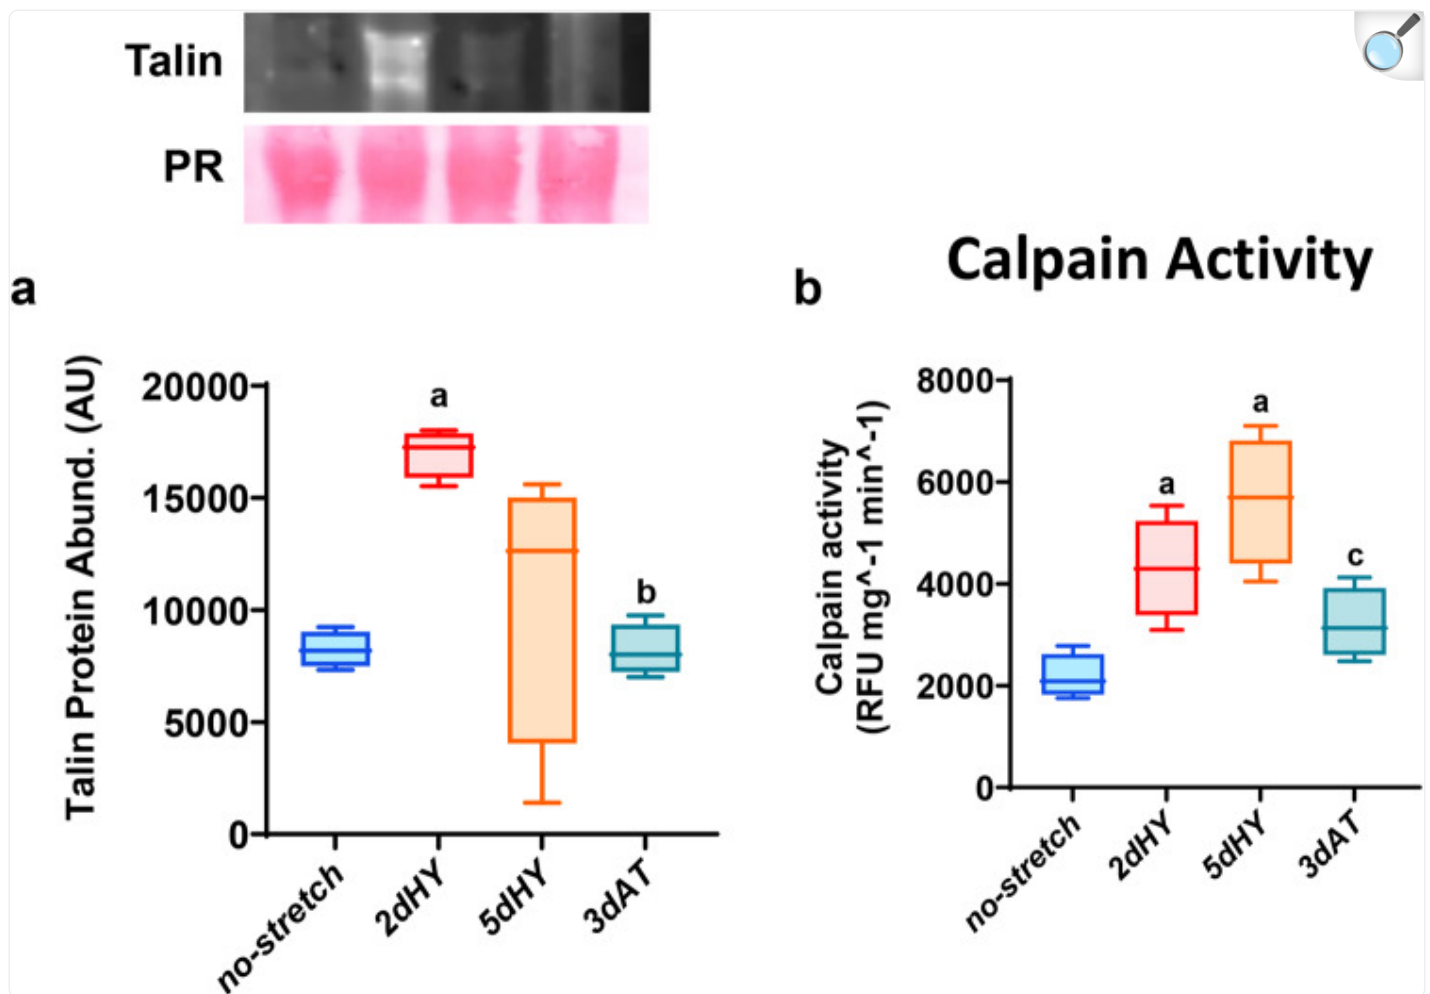 Talin
PR
a
Talin Protein Abund. (AU)
20000
15000
10000
5000
0
a
b
no-stretch
2dHY
5dHY
3dAT
b
Calpain Activity
Calpain activity
(RFU mg^-1 min^-1)
8000
6000
4000
2000
0
a
a
c
no-stretch
2dHY
5dHY
3dAT